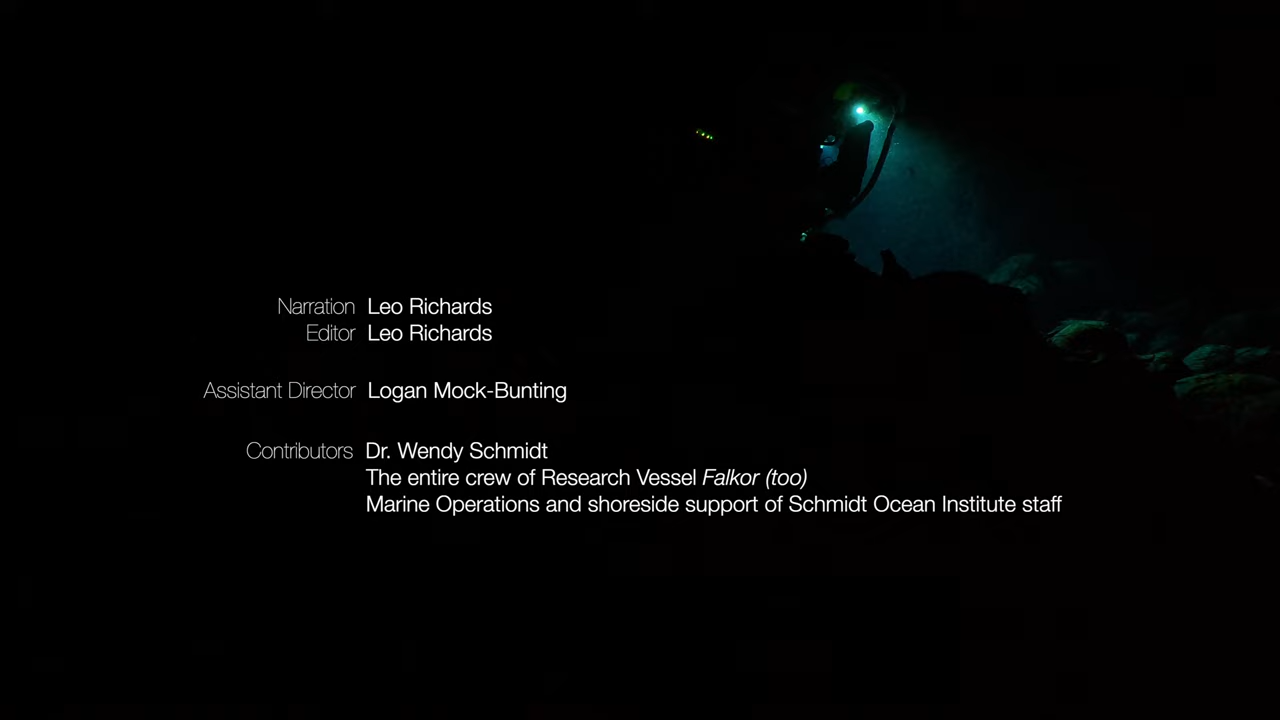 Narration Leo Richards
Editor Leo Richards
Assistant Director Logan Mock-Bunting
Contributors Dr. Wendy Schmidt
The entire crew of Research Vessel Falkor (too)
Marine Operations and shoreside support of Schmidt Ocean Institute staff